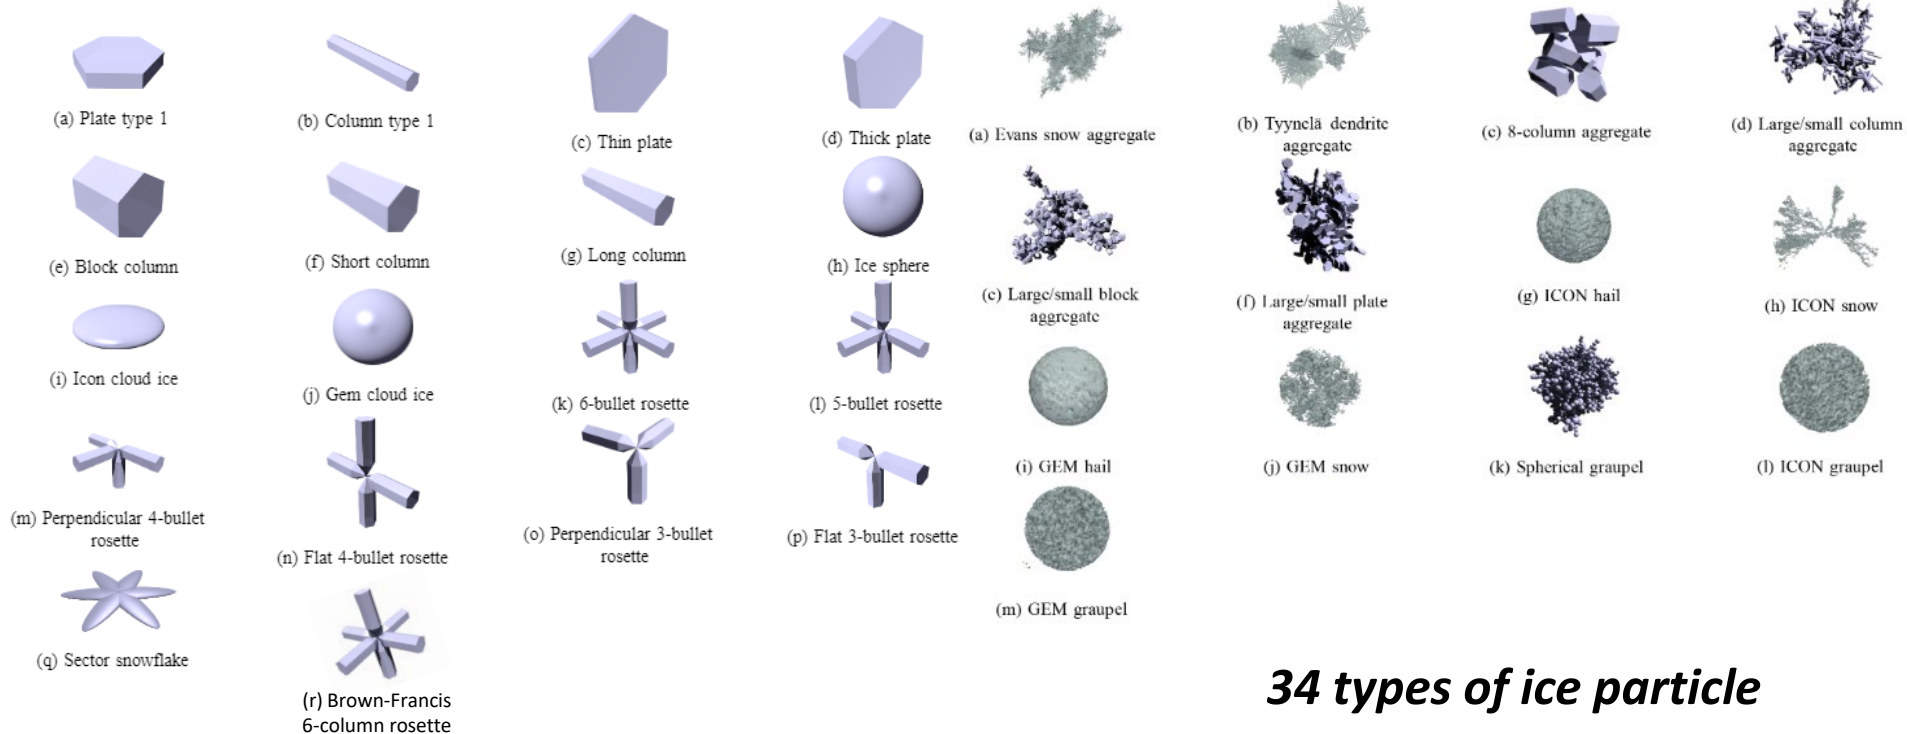 (a) Plate type 1
(b) Column type 1
(c) Thin plate
(d) Thick plate
(e) Block column
(f) Short column
(g) Long column
(h) Ice sphere
(i) Icon cloud ice
(j) Gem cloud ice
(k) 6-bullet rosette
(l) 5-bullet rosette
(m) Perpendicular 4-bullet
rosette
(n) Flat 4-bullet rosette
(o) Perpendicular 3-bullet
rosette
(p) Flat 3-bullet rosette
(q) Sector snowflake
(r) Brown-Francis
6-column rosette
(a) Evans snow aggregate
(b) Tyynelä dendrite
aggregate
(c) 8-column aggregate
(d) Large/small column
aggregate
(e) Large/small block
aggregate
(f) Large/small plate
aggregate
(g) ICON hail
(h) ICON snow
(i) GEM hail
(j) GEM snow
(k) Spherical graupel
(l) ICON graupel
(m) GEM graupel
34 types of ice particle